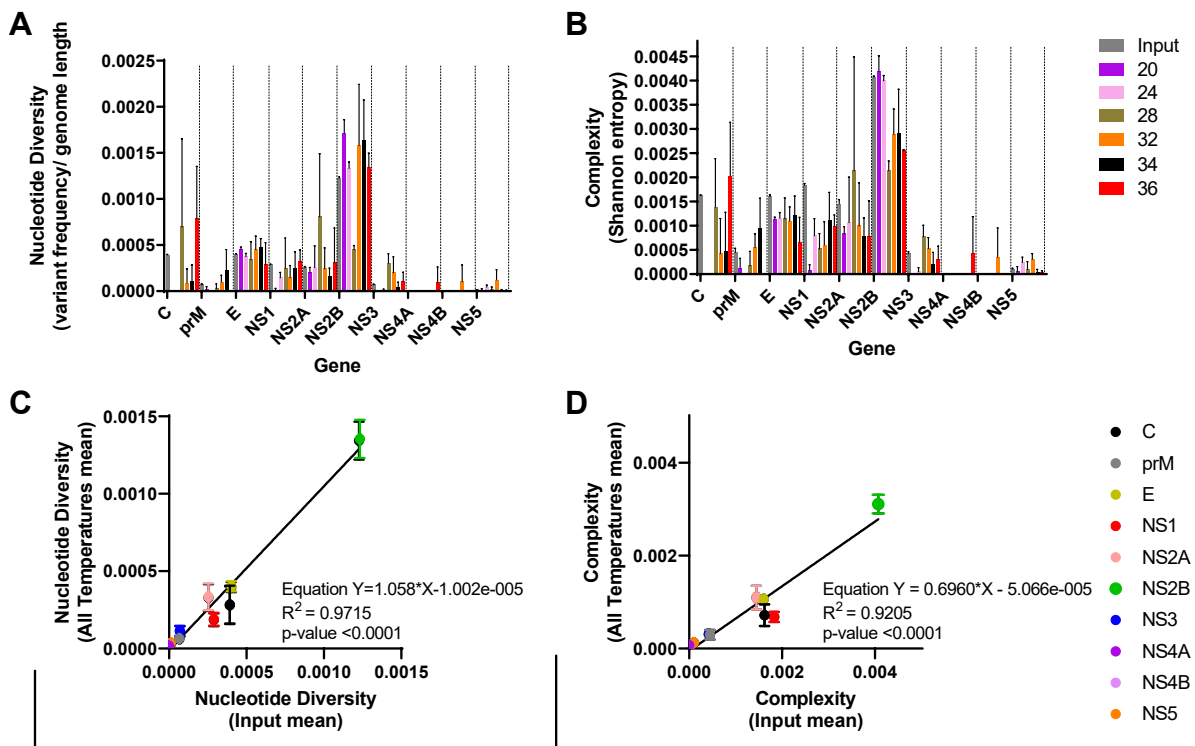 A
Nucleotide Diversity
(variant frequency/ genome length
0.0025
0.0020
0.0015
0.0010
0.0005
0.0000
C
prM
E
NS1
NS2A
NS2B
NS3
NS4A
NS4B
NS5
Gene
B
Complexity
(Shannon entropy)
0.0045
0.0040
0.0035
0.0030
0.0025
0.0020
0.0015
0.0010
0.0005
0.0000
C
prM
E
NS1
NS2A
NS2B
NS3
NS4A
NS4B
NS5
Gene
Input
20
24
28
32
34
36
C
Nucleotide Diversity
(All Temperatures mean)
0.0015
0.0010
0.0005
0.0000
Equation Y=1.058*X-1.002e-005
R2 = 0.9715
p-value <0.0001
0.0000 0.0005 0.0010 0.0015
Nucleotide Diversity
(Input mean)
D
Complexity
(All Temperatures mean)
0.004
0.002
0.000
Equation Y = 0.6960*X - 5.066e-005
R2 = 0.9205
p-value <0.0001
0.000 0.002 0.004
Complexity
(Input mean)
C
prM
E
NS1
NS2A
NS2B
NS3
NS4A
NS4B
NS5